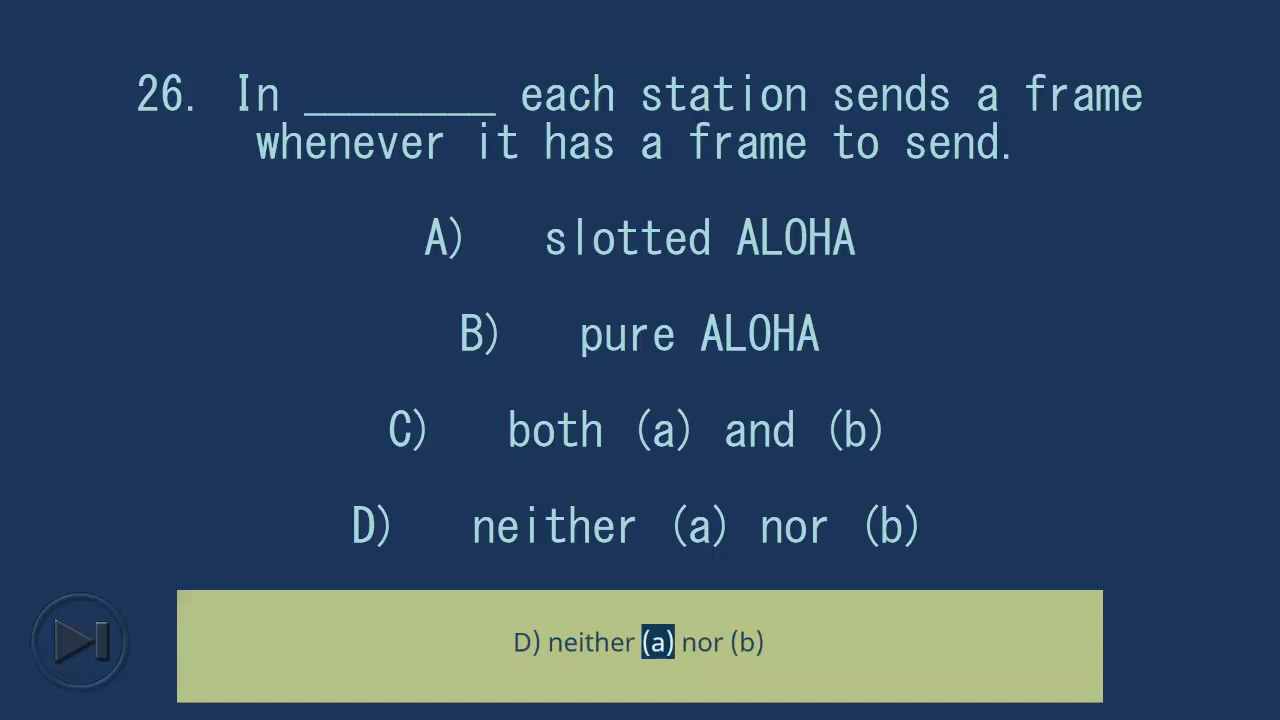 26. In ________ each station sends a frame
whenever it has a frame to send.
A) slotted ALOHA
B) pure ALOHA
C) both (a) and (b)
D) neither (a) nor (b)
D) neither (a) nor (b)